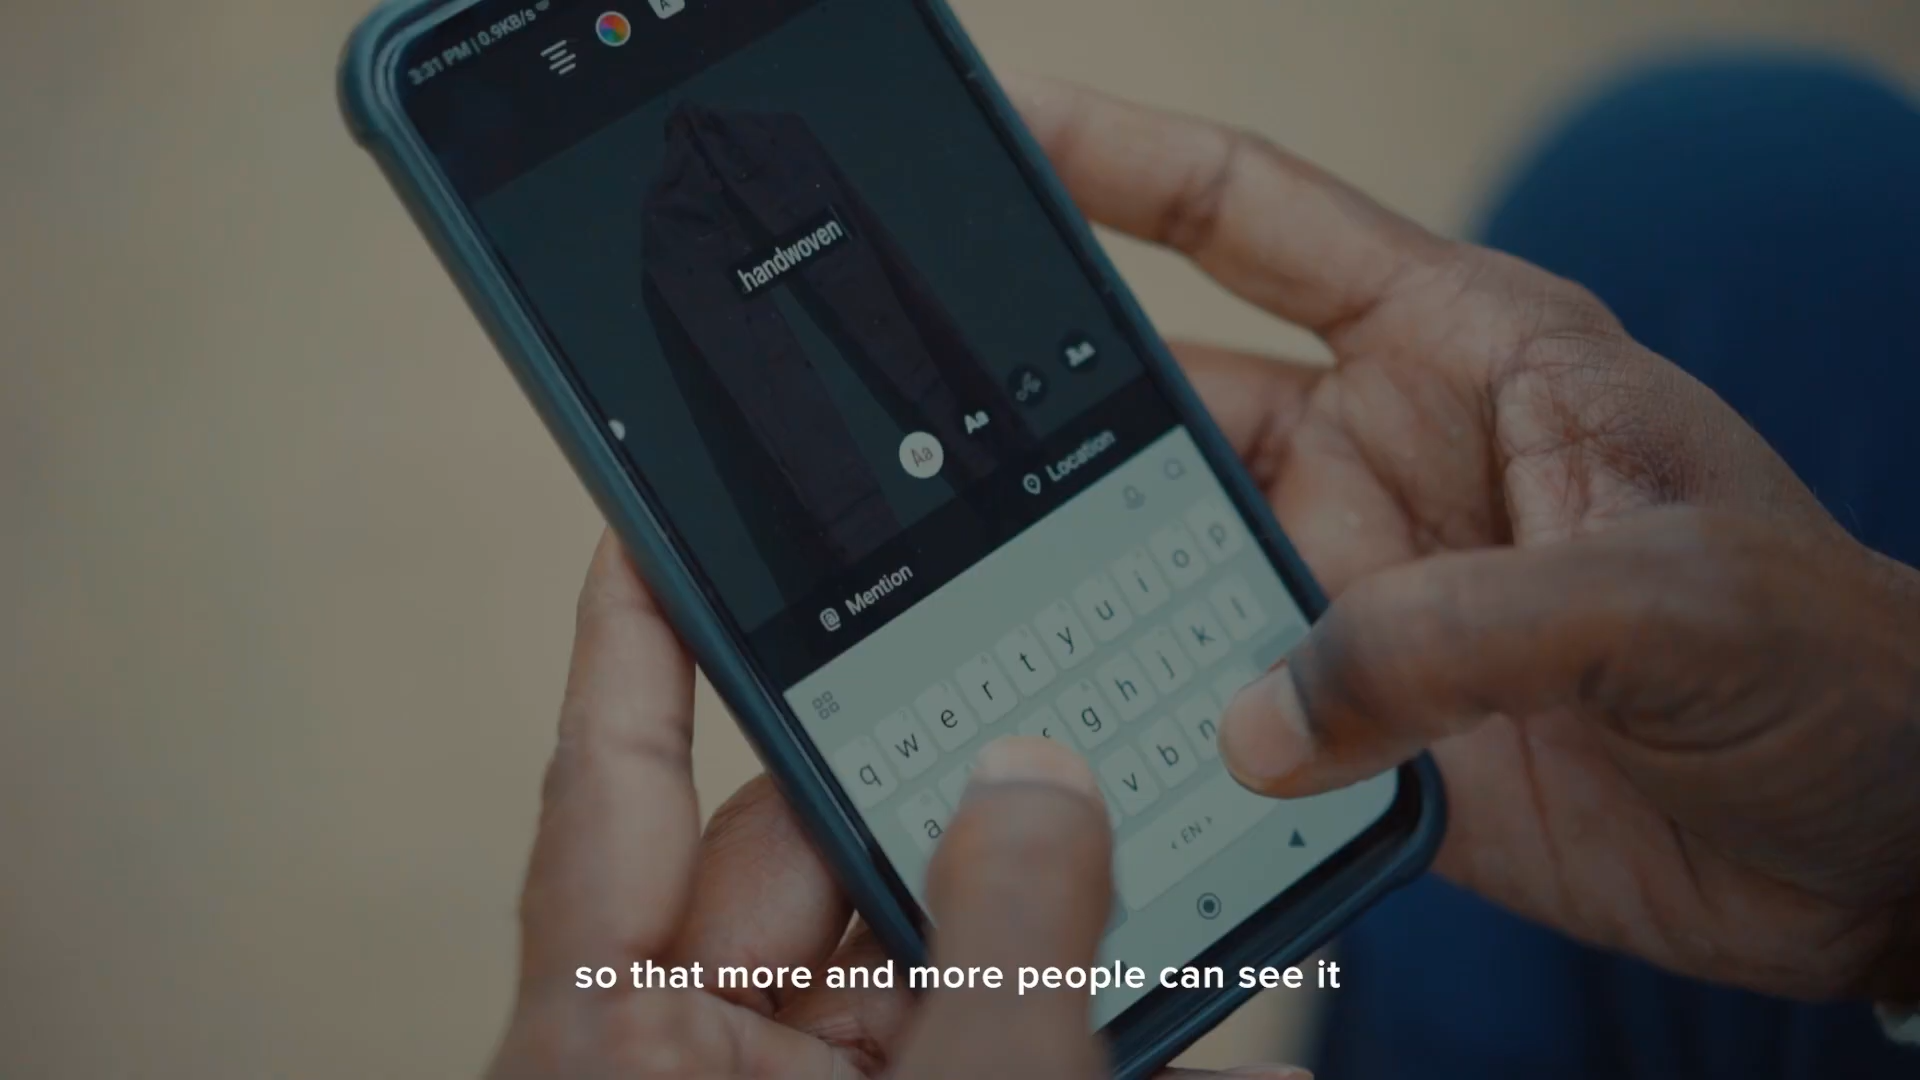 3:31 PM | 0.9KB/s
A
handwoven
Aa
Aa
Location
@ Mention
q w e r t y u i o p
a g h j k l
v b n
< EN >
so that more and more people can see it